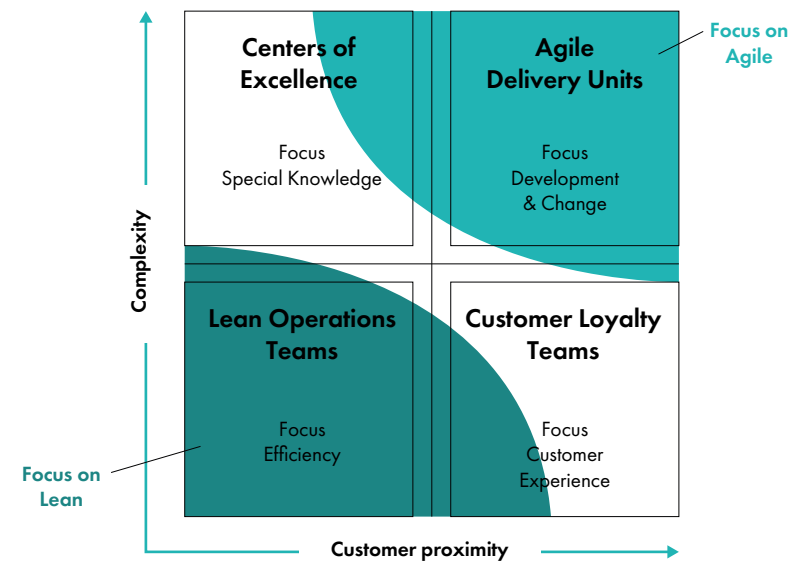 Centers of
Excellence
Focus
Special Knowledge
Agile
Delivery Units
Focus
Development
& Change
Focus on
Agile
Complexity
Lean Operations
Teams
Focus
Efficiency
Customer Loyalty
Teams
Focus
Customer
Experience
Focus on
Lean
Customer proximity